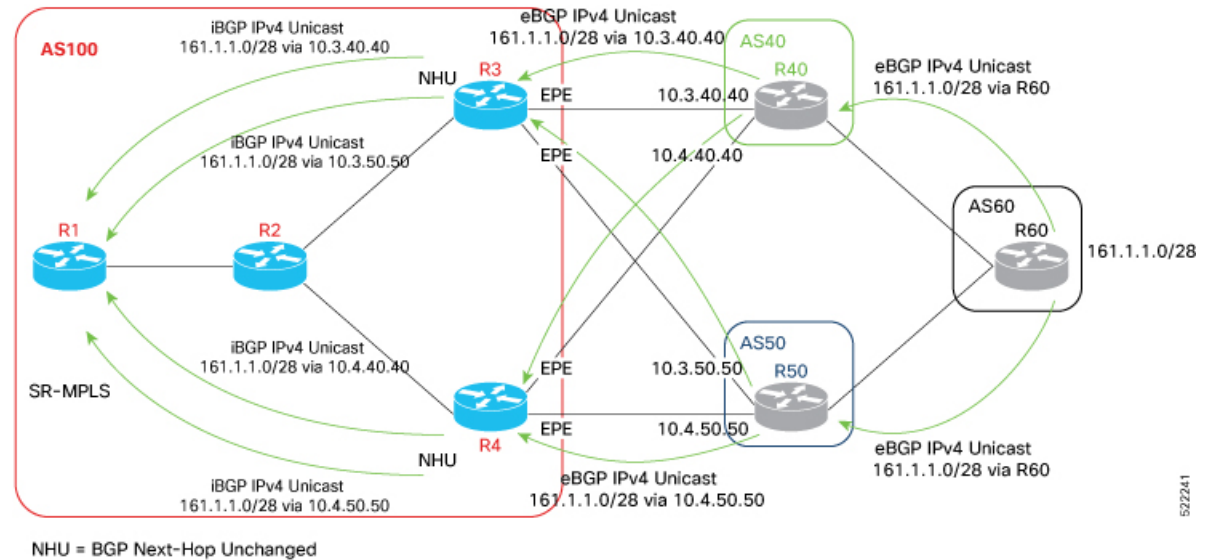 iBGP IPv4 Unicast
161.1.1.0/28 via 10.3.40.40
eBGP IPv4 Unicast
161.1.1.0/28 via 10.3.40.40
AS100
AS40
R40
R3
NHU
EPE
10.3.40.40
eBGP IPv4 Unicast
161.1.1.0/28 via R60
iBGP IPv4 Unicast
161.1.1.0/28 via 10.3.50.50
EPE
10.4.40.40
R1
R2
AS60
R60
161.1.1.0/28
iBGP IPv4 Unicast
161.1.1.0/28 via 10.4.40.40
AS50
R50
EPE
10.3.50.50
SR-MPLS
R4
EPE
10.4.50.50
NHU
eBGP IPv4 Unicast
161.1.1.0/28 via R60
iBGP IPv4 Unicast
161.1.1.0/28 via 10.4.50.50
eBGP IPv4 Unicast
161.1.1.0/28 via 10.4.50.50
522241
NHU = BGP Next-Hop Unchanged